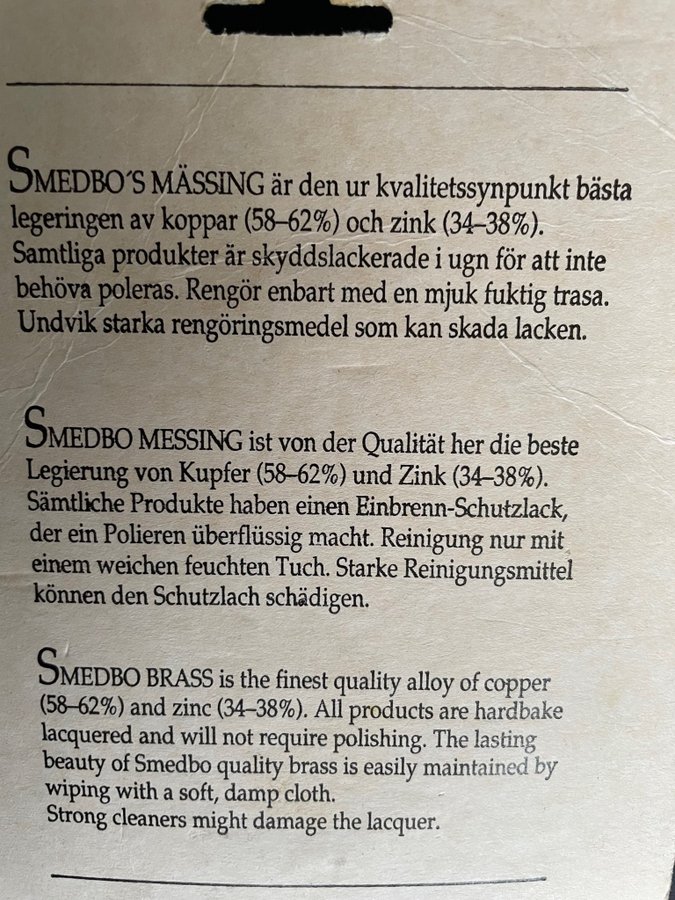 SMEDBO´S MÄSSING är den ur kvalitetssynpunkt bästa
legeringen av koppar (58–62%) och zink (34–38%).
Samtliga produkter är skyddslackerade i ugn för att inte
behöva poleras. Rengör enbart med en mjuk fuktig trasa.
Undvik starka rengöringsmedel som kan skada lacken.
SMEDBO MESSING ist von der Qualität her die beste
Legierung von Kupfer (58–62%) und Zink (34–38%).
Sämtliche Produkte haben einen Einbrenn-Schutzlack,
der ein Polieren überflüssig macht. Reinigung nur mit
einem weichen feuchten Tuch. Starke Reinigungsmittel
können den Schutzlach schädigen.
SMEDBO BRASS is the finest quality alloy of copper
(58–62%) and zinc (34–38%). All products are hardbake
lacquered and will not require polishing. The lasting
beauty of Smedbo quality brass is easily maintained by
wiping with a soft, damp cloth.
Strong cleaners might damage the lacquer.